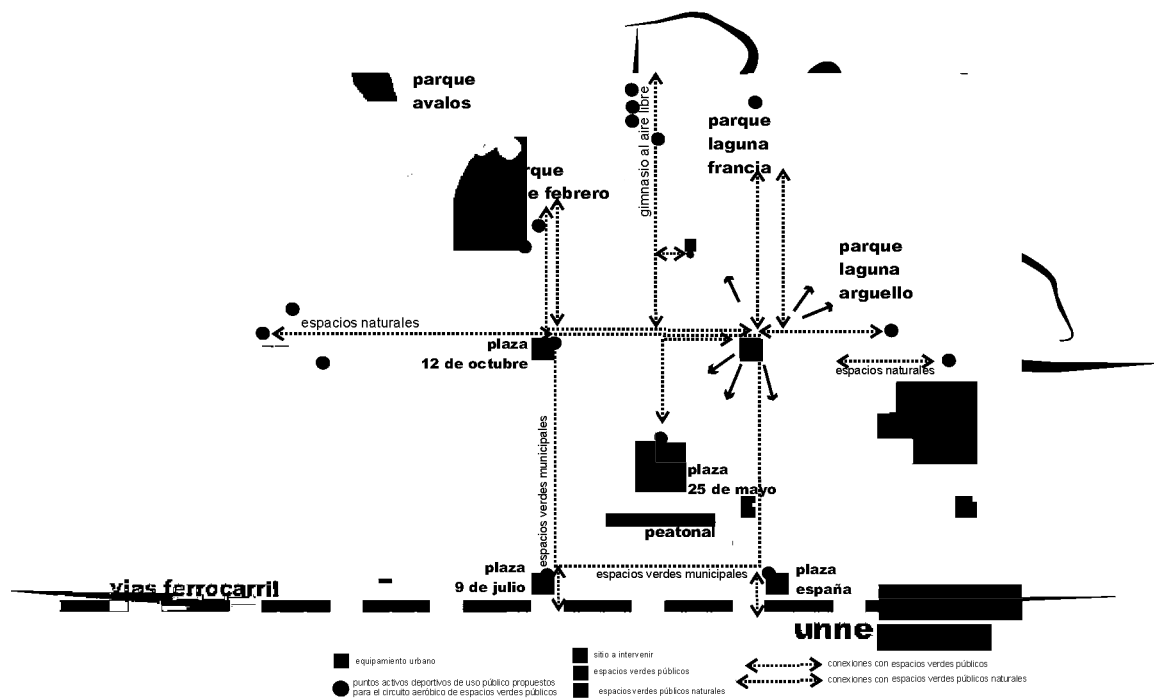 parque
avalos
gimnasio al aire libre
parque
laguna
francia
rque
e febrero
parque
laguna
arguello
espacios naturales
plaza
12 de octubre
espacios naturales
espacios verdes municipales
plaza
25 de mayo
peatonal
plaza
9 de julio
espacios verdes municipales
plaza
españa
vias ferrocarril
unne
equipamiento urbano
puntos activos deportivos de uso público propuestos
para el circuito aeróbico de espacios verdes públicos
sitio a intervenir
espacios verdes públicos
espacios verdes públicos naturales
conexiones con espacios verdes públicos
conexiones con espacios verdes públicos naturales